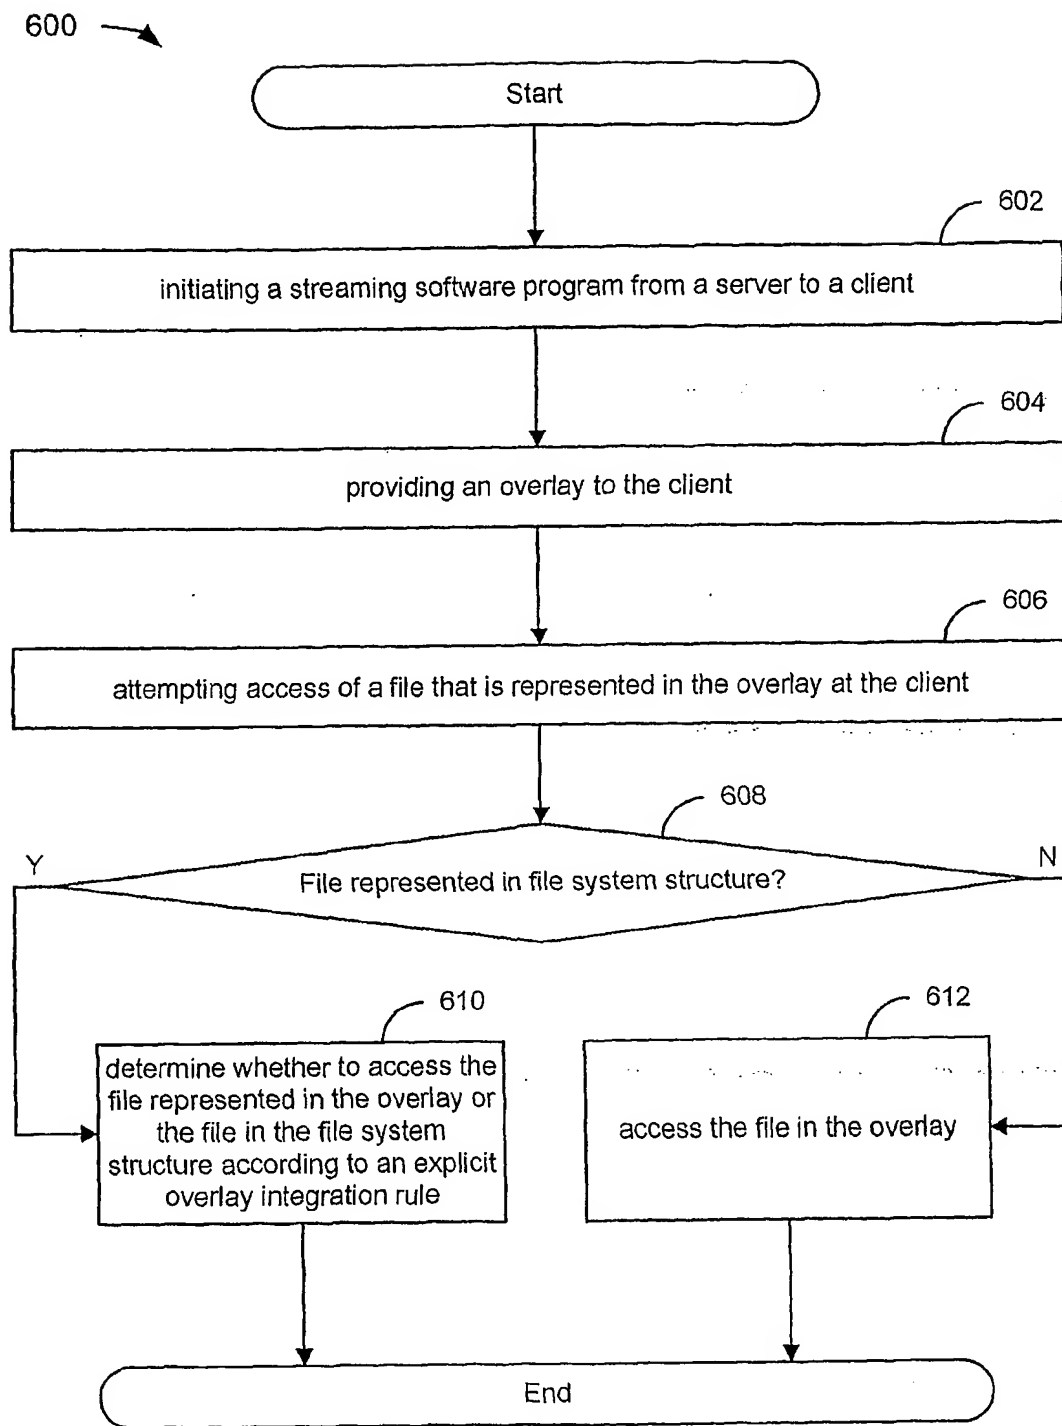 600
Start
602
initiating a streaming software program from a server to a client
604
providing an overlay to the client
606
attempting access of a file that is represented in the overlay at the client
608
Y
N
File represented in file system structure?
610
612
determine whether to access the
file represented in the overlay or
the file in the file system
structure according to an explicit
overlay integration rule
access the file in the overlay
End